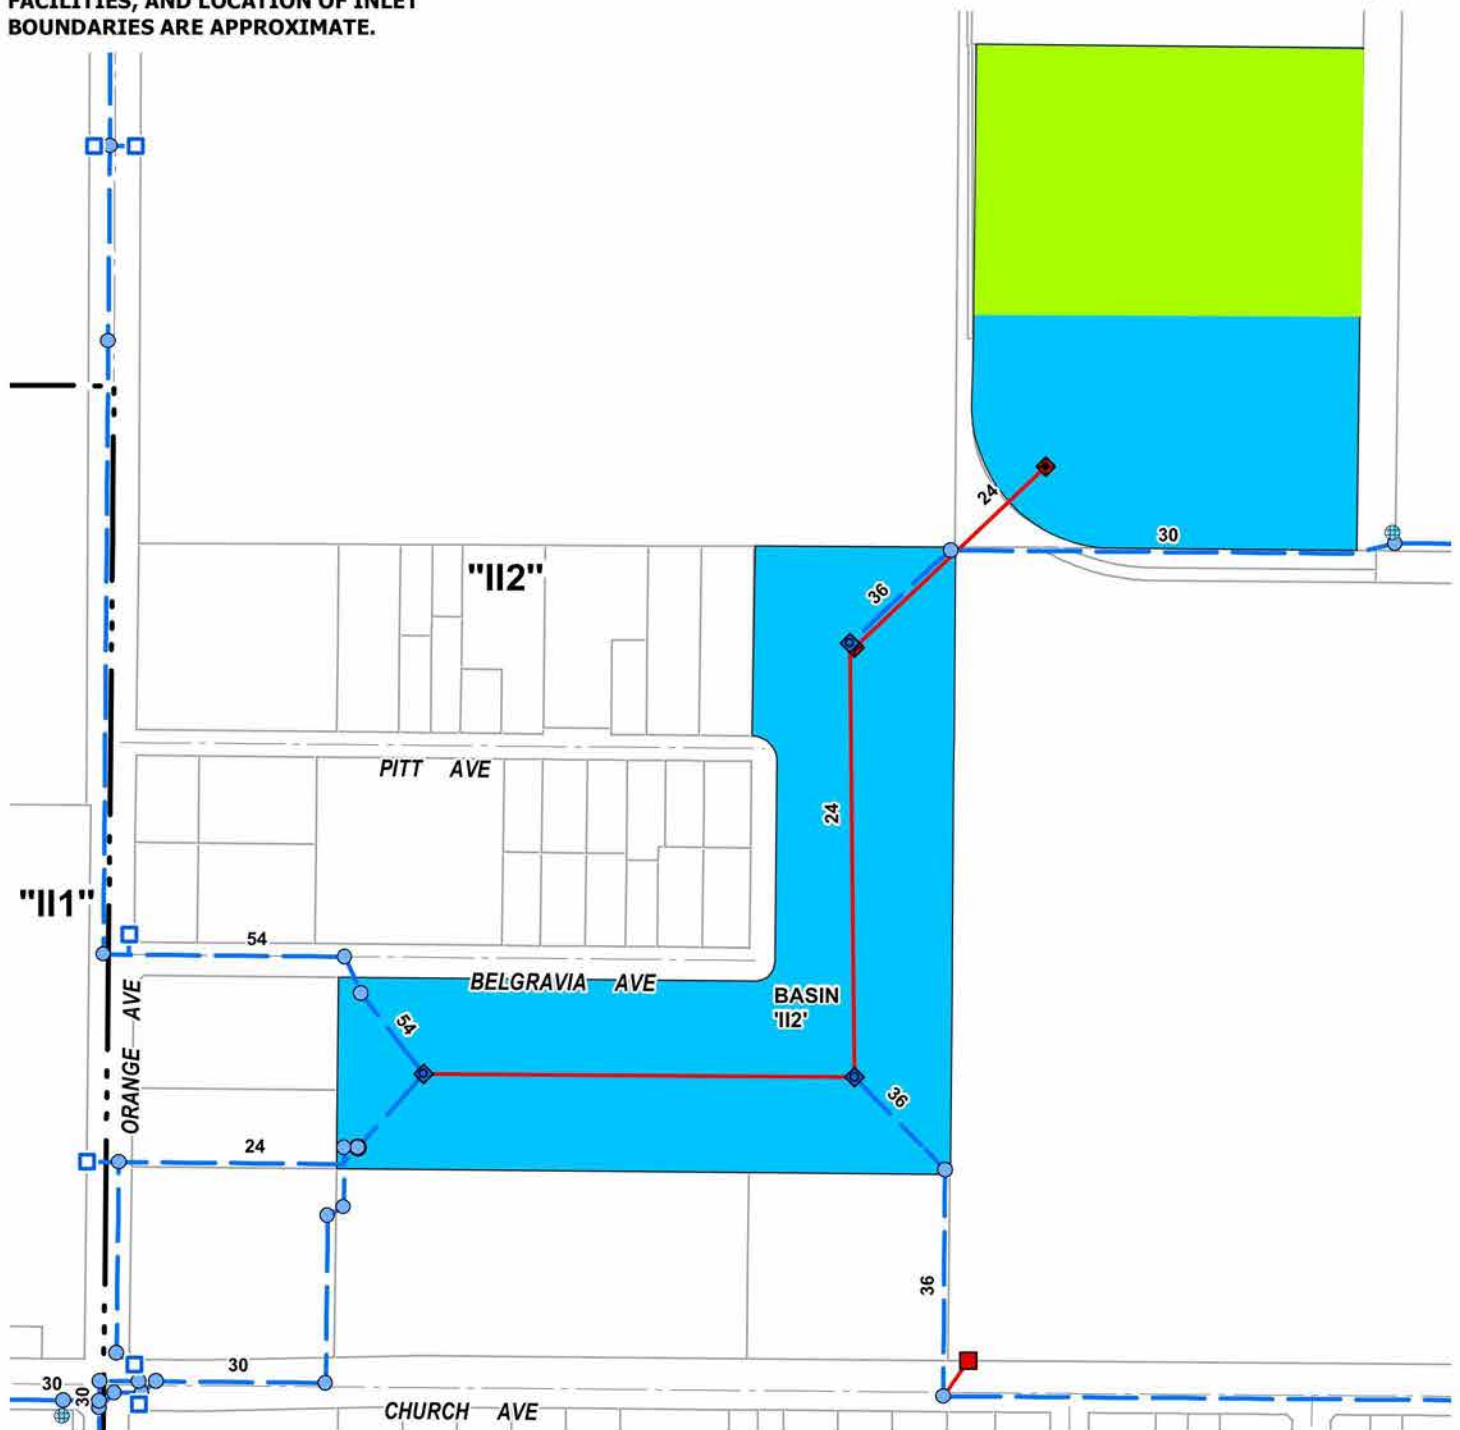 FACILITIES, AND LOCATION OF INLET
BOUNDARIES ARE APPROXIMATE.
24
30
"II2"
36
PITT AVE
24
"II1"
54
BELGRAVIA AVE
BASIN
'II2'
54
ORANGE AVE
36
24
36
30
30
30
CHURCH AVE